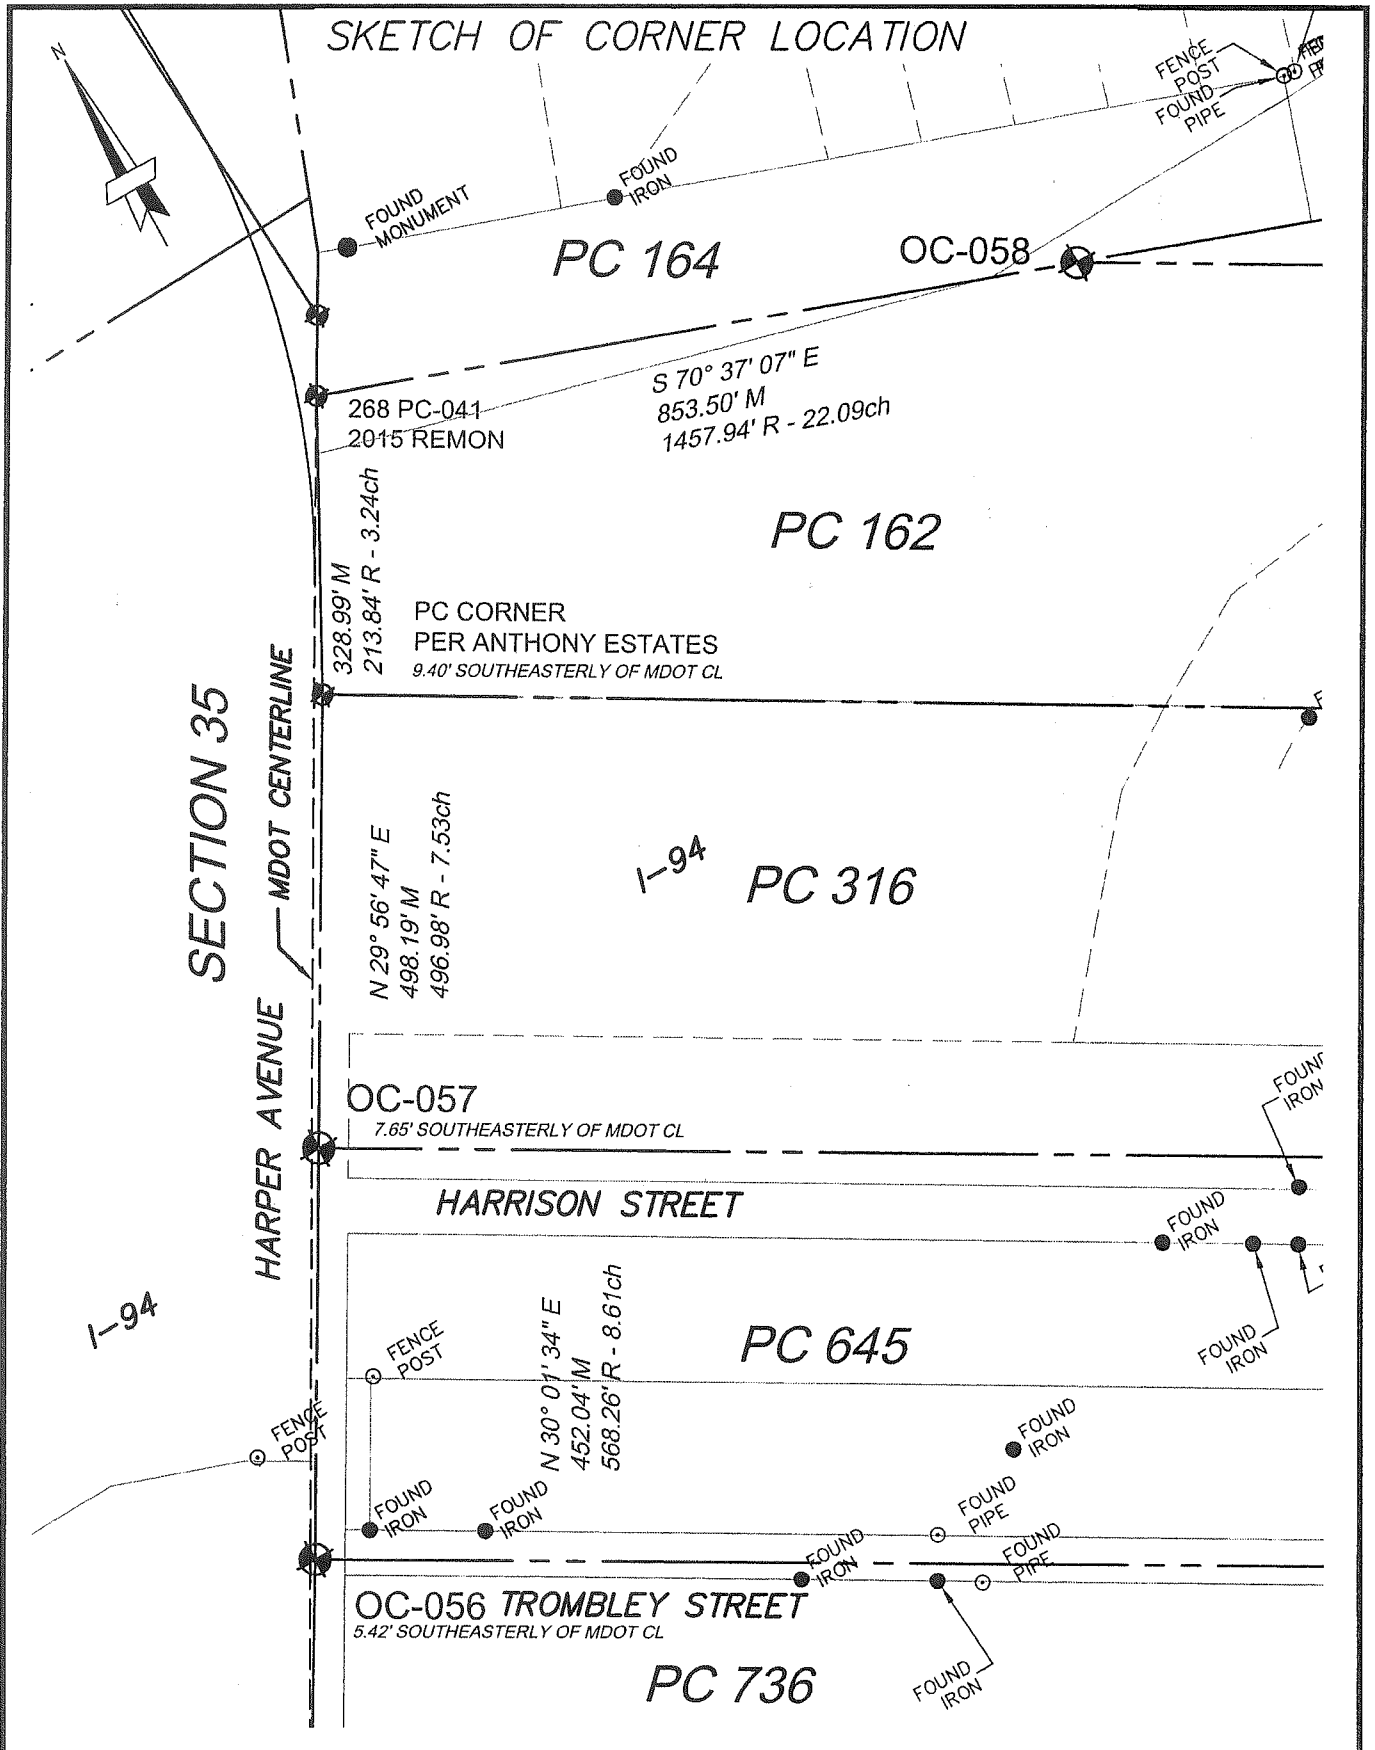 SKETCH OF CORNER LOCATION
N
FENCE
POST
FOUND
PIPE
FOUND
IRON
FOUND
MONUMENT
PC 164
OC-058
S 70° 37' 07" E
853.50' M
1457.94' R - 22.09ch
268 PC-041
2015 REMON
328.99' M
213.84' R - 3.24ch
PC 162
PC CORNER
PER ANTHONY ESTATES
9.40' SOUTHEASTERLY OF MDOT CL
SECTION 35
MDOT CENTERLINE
HARPER AVENUE
N 29° 56' 47" E
498.19' M
496.98' R - 7.53ch
I-94
PC 316
OC-057
7.65' SOUTHEASTERLY OF MDOT CL
FOUND
IRON
HARRISON STREET
FOUND
IRON
FOUND
IRON
I-94
N 30° 01' 34" E
452.04' M
568.26' R - 8.61ch
PC 645
FENCE
POST
FENCE
POST
FOUND
IRON
FOUND
IRON
FOUND
IRON
FOUND
PIPE
FOUND
IRON
FOUND
PIPE
OC-056 TROMBLEY STREET
5.42' SOUTHEASTERLY OF MDOT CL
PC 736
FOUND
IRON